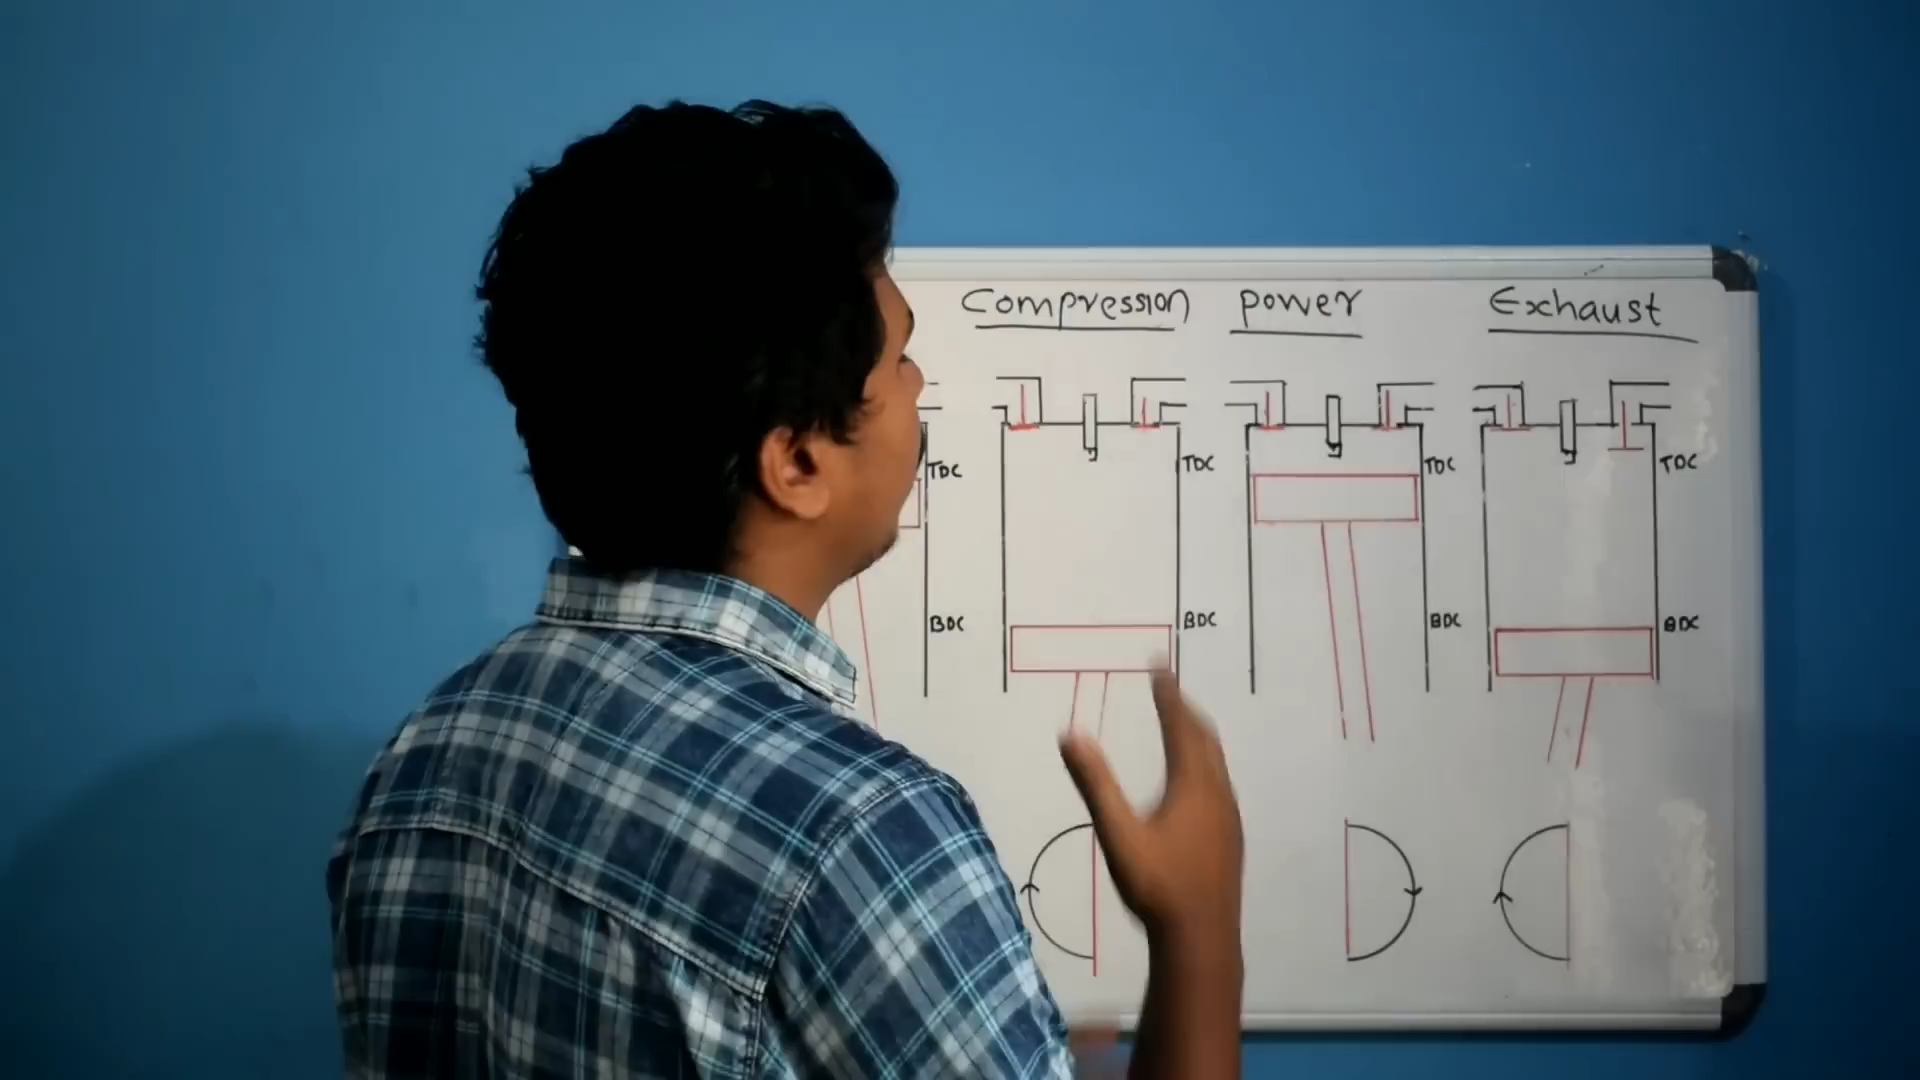 Compression
power
Exhaust
TDC
TDC
TDC
TDC
BDC
BDC
BDC
BDC